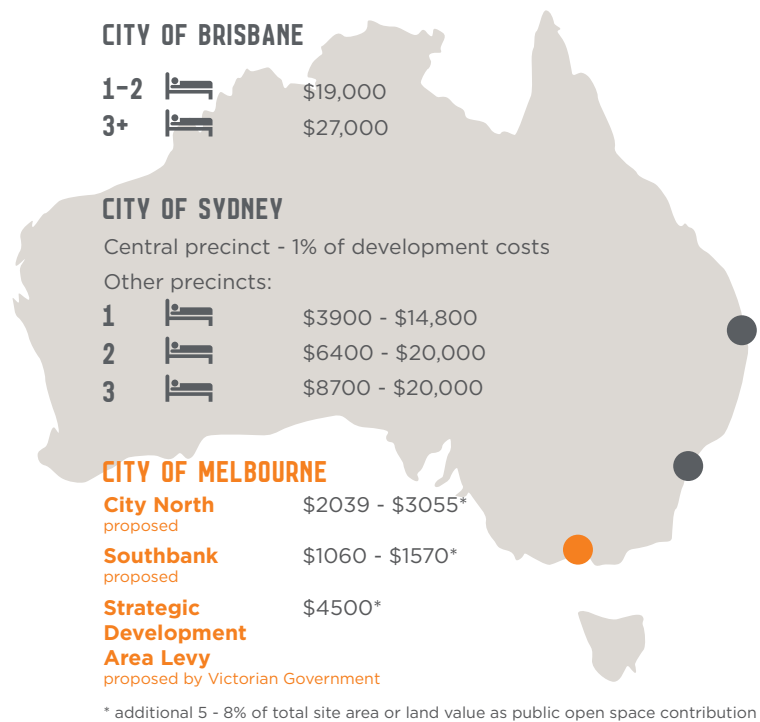 CITY OF BRISBANE
1-2 $19,000
3+ $27,000
CITY OF SYDNEY
Central precinct - 1% of development costs
Other precincts:
1 $3900 - $14,800
2 $6400 - $20,000
3 $8700 - $20,000
CITY OF MELBOURNE
City North $2039 - $3055*
proposed
Southbank $1060 - $1570*
proposed
Strategic $4500*
Development
Area Levy
proposed by Victorian Government
* additional 5 - 8% of total site area or land value as public open space contribution